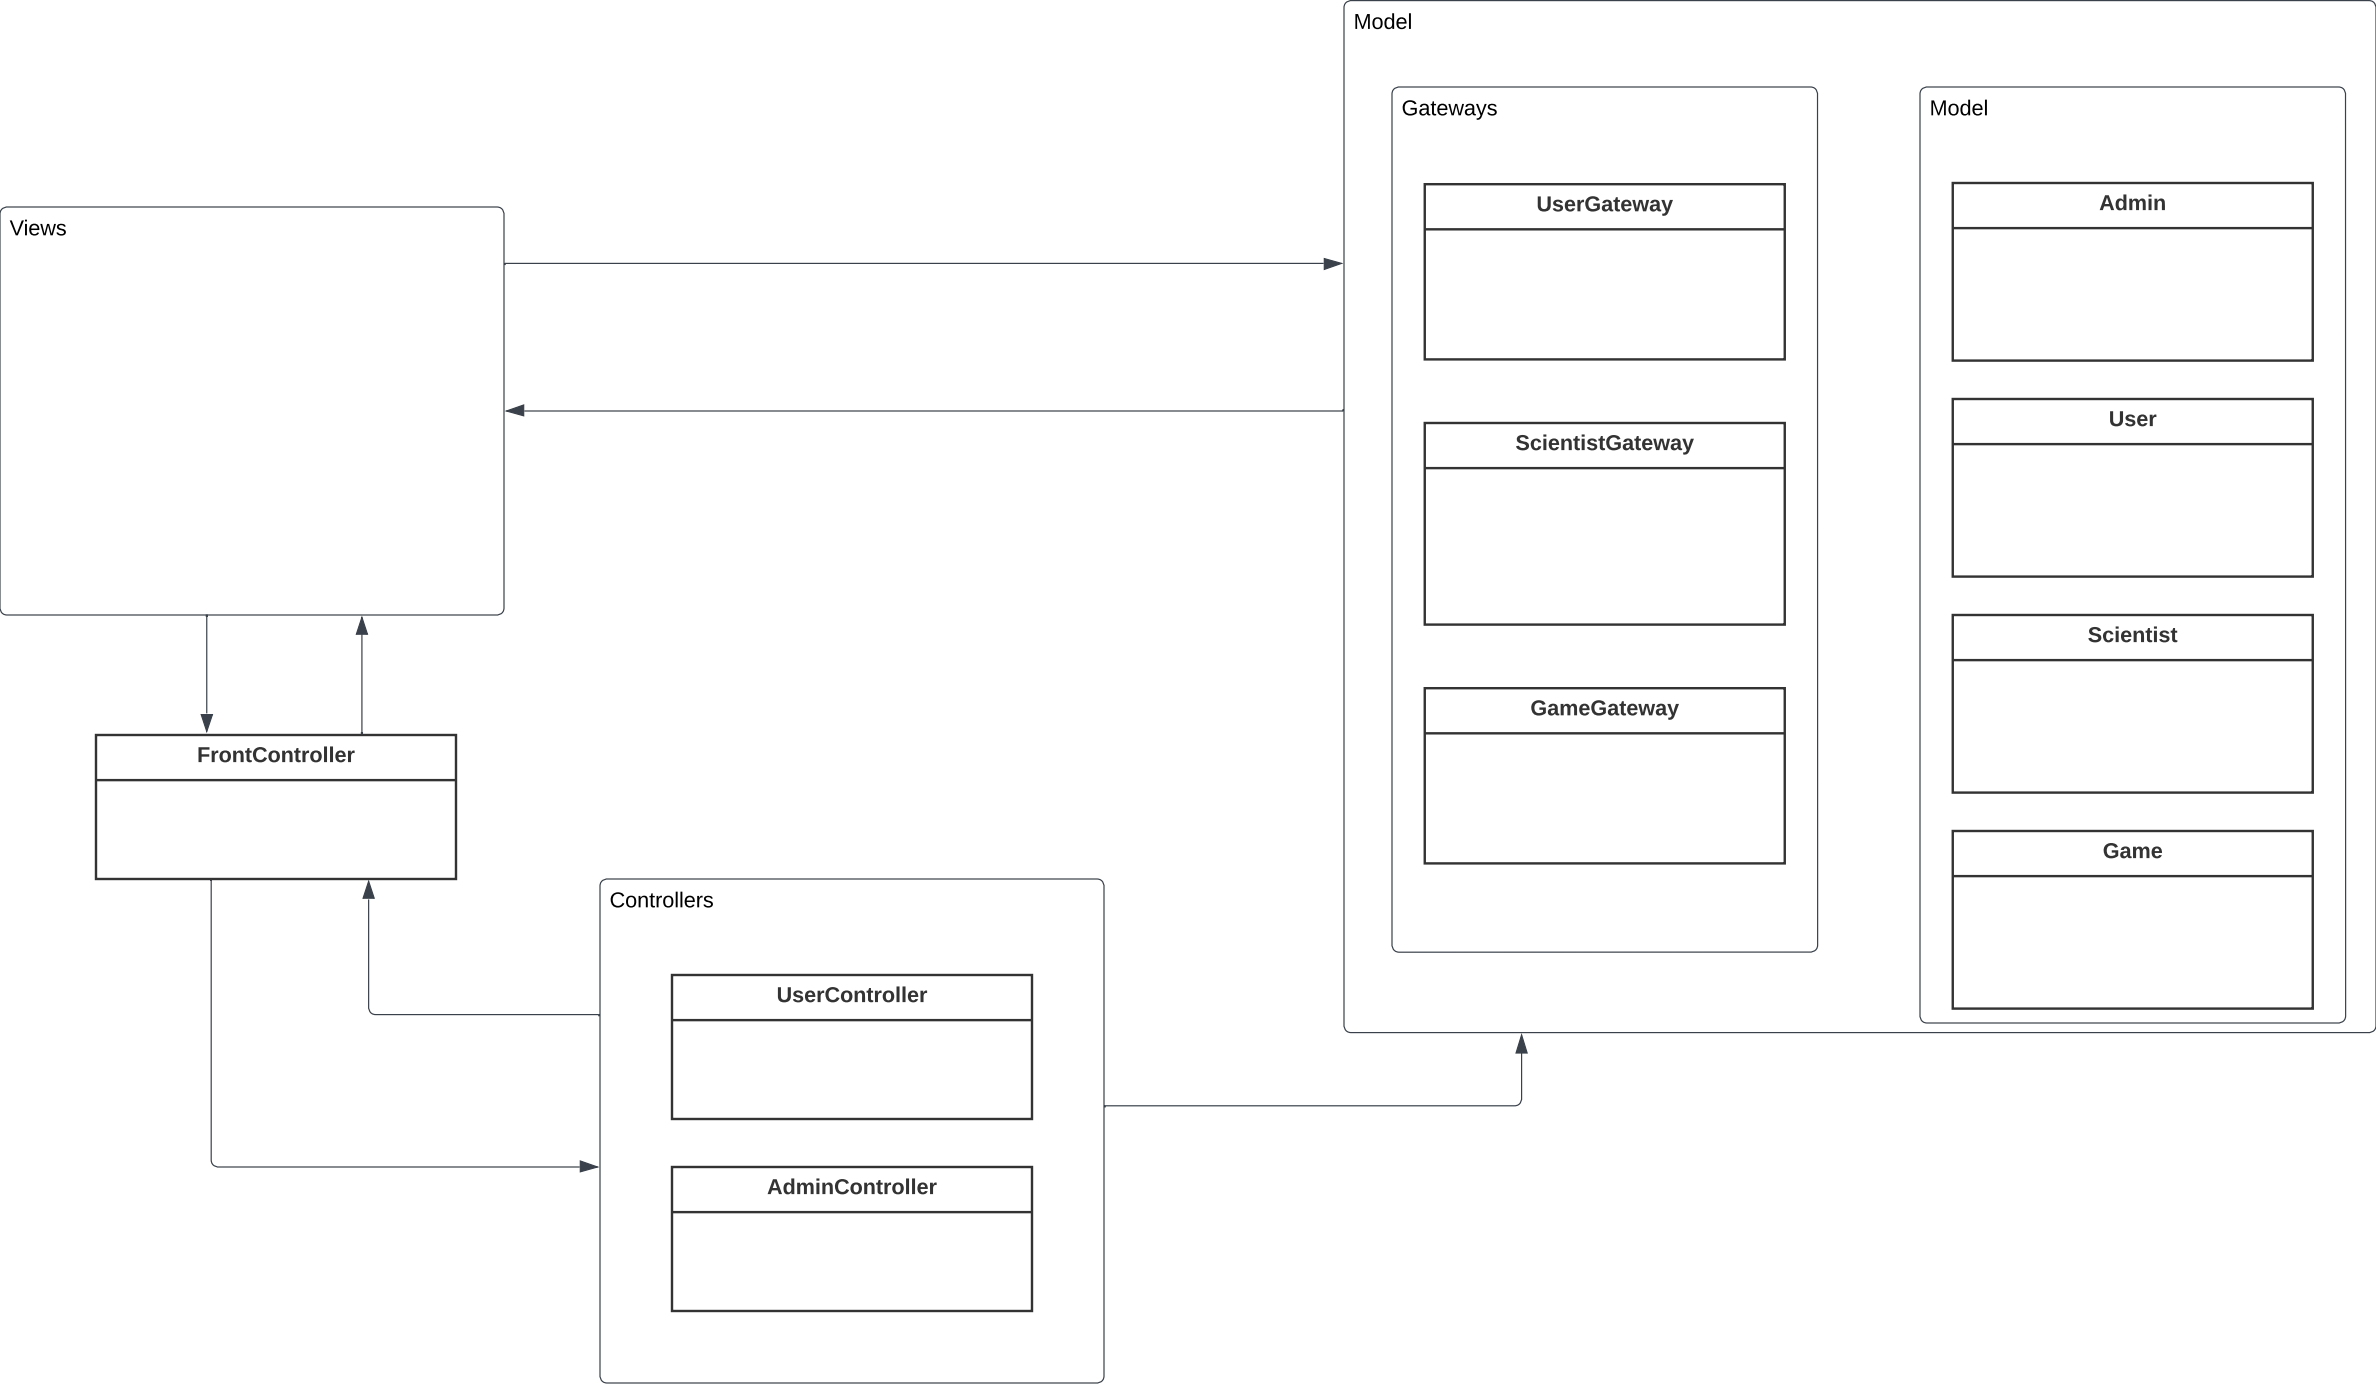 Model
Gateways
Model
UserGateway
Admin
Views
ScientistGateway
User
GameGateway
Scientist
FrontController
Game
Controllers
UserController
AdminController